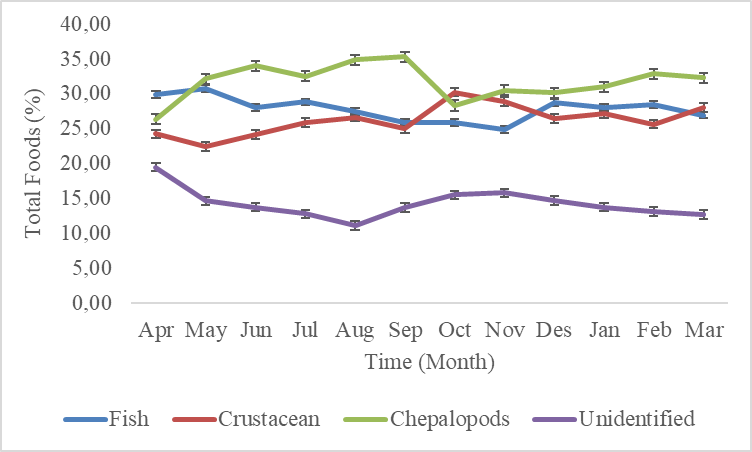 40,00
35,00
30,00
25,00
20,00
15,00
10,00
5,00
0,00
Total Foods (%)
Apr May Jun Jul Aug Sep Oct Nov Des Jan Feb Mar
Time (Month)
Fish Crustacean Chepalopods Unidentified